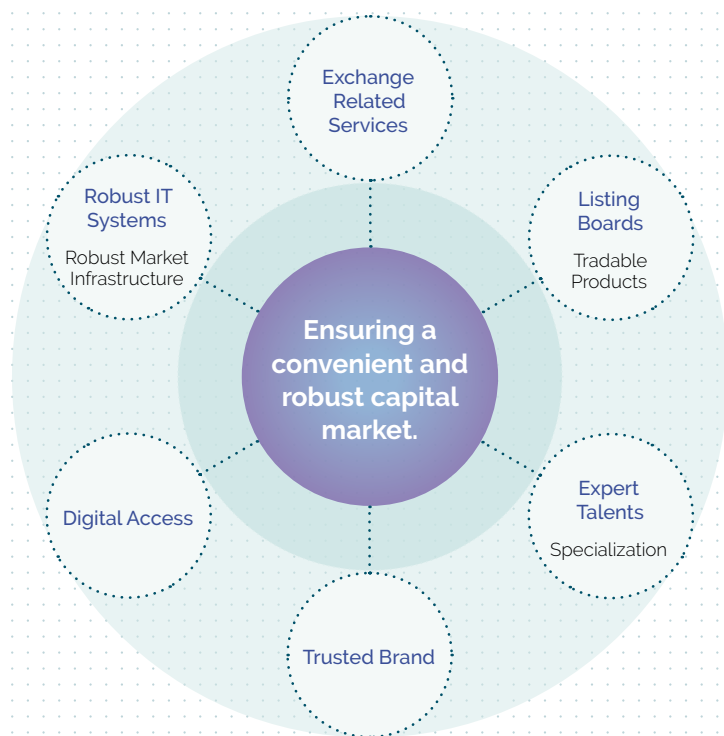 Exchange
Related
Services
Robust IT
Systems
Robust Market
Infrastructure
Listing
Boards
Tradable
Products
Ensuring a
convenient and
robust capital
market.
Digital Access
Expert
Talents
Specialization
Trusted Brand